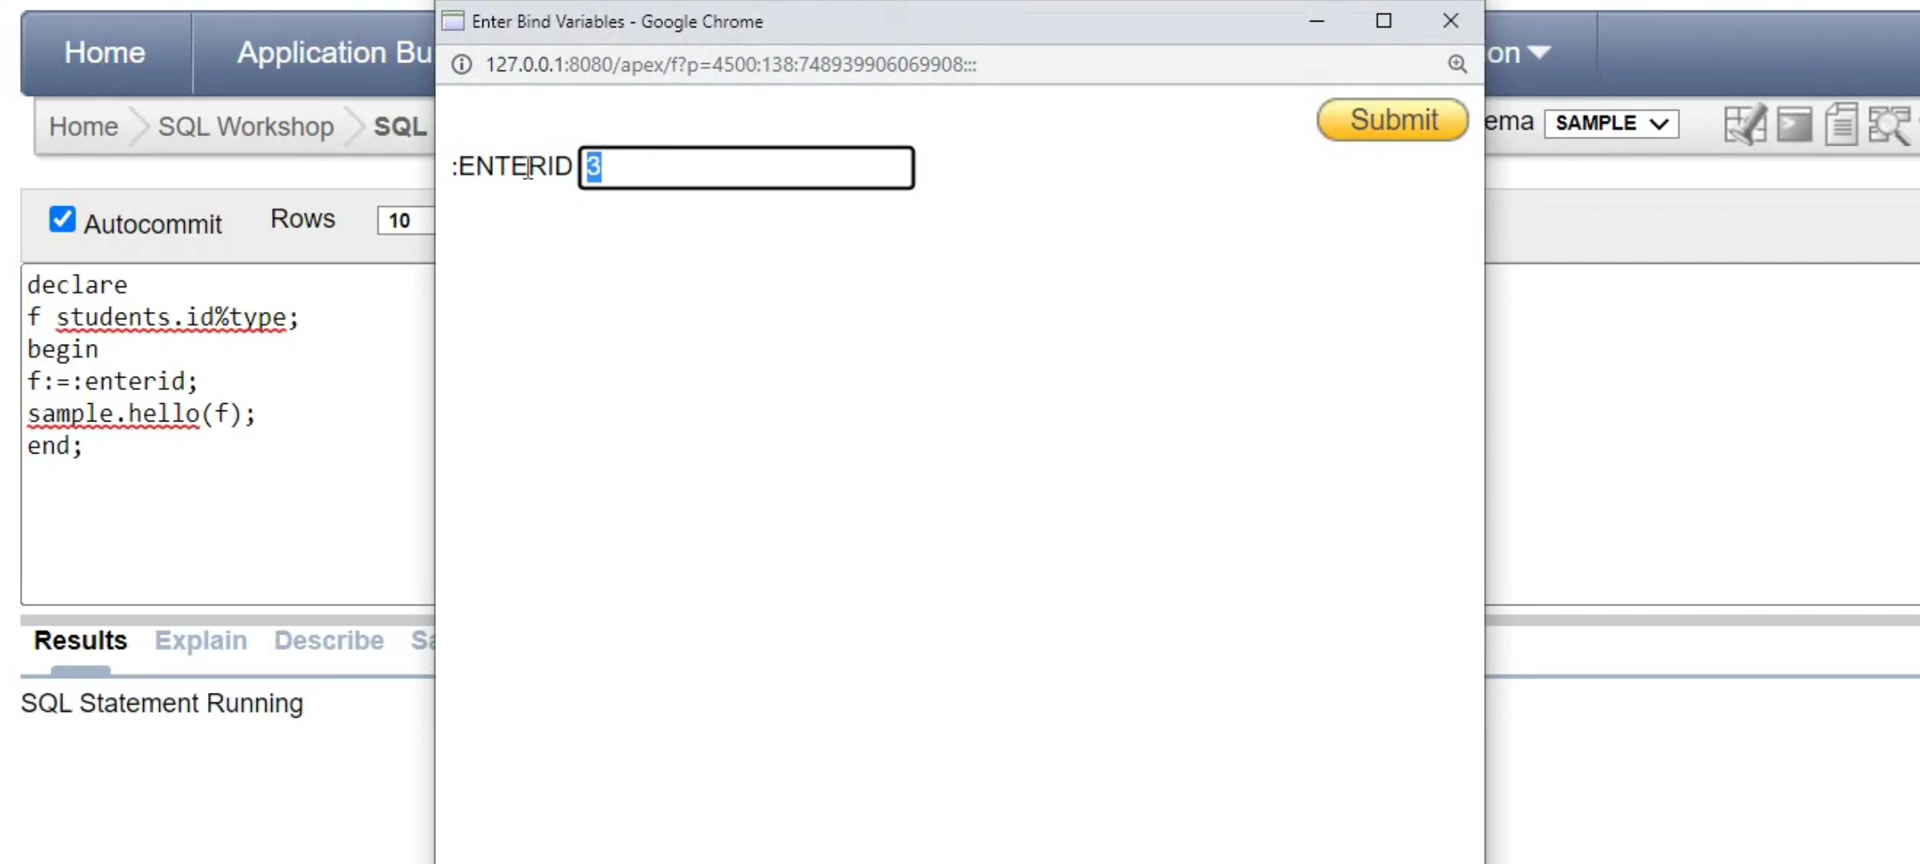 Enter Bind Variables - Google Chrome
127.0.0.1:8080/apex/f?p=4500:138:748939906069908:::
Home
Application Bu
on
Home
SQL Workshop
SQL
Submit
ema SAMPLE
:ENTERID 3
Autocommit Rows 10
declare
f students.id%type;
begin
f:=:enterid;
sample.hello(f);
end;
Results Explain Describe Sa
SQL Statement Running